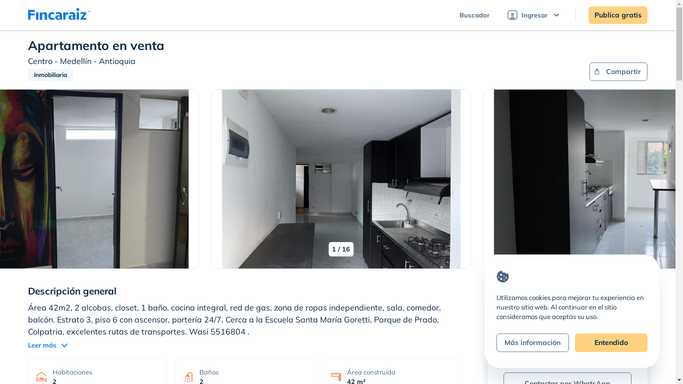 Fincaraiz
Buscador
Ingresar
Publica gratis
Apartamento en venta
Centro - Medellín - Antioquia
Inmobiliaria
Compartir
1 / 16
Descripción general
Área 42m2, 2 alcobas, closet, 1 baño, cocina integral, red de gas, zona de ropas independiente, sala, comedor,
balcón. Estrato 3, piso 6 con ascensor, portería 24/7. Cerca a la Escuela Santa María Goretti, Parque de Prado,
Colpatria, excelentes rutas de transportes. Wasi 5516804 .
Leer más
Habitaciones
2
Baños
2
Área construida
42 m²
Utilizamos cookies para mejorar tu experiencia en
nuestro sitio web. Al continuar en el sitio
consideramos que aceptas su uso.
Más información
Entendido
Contactar por WhatsApp